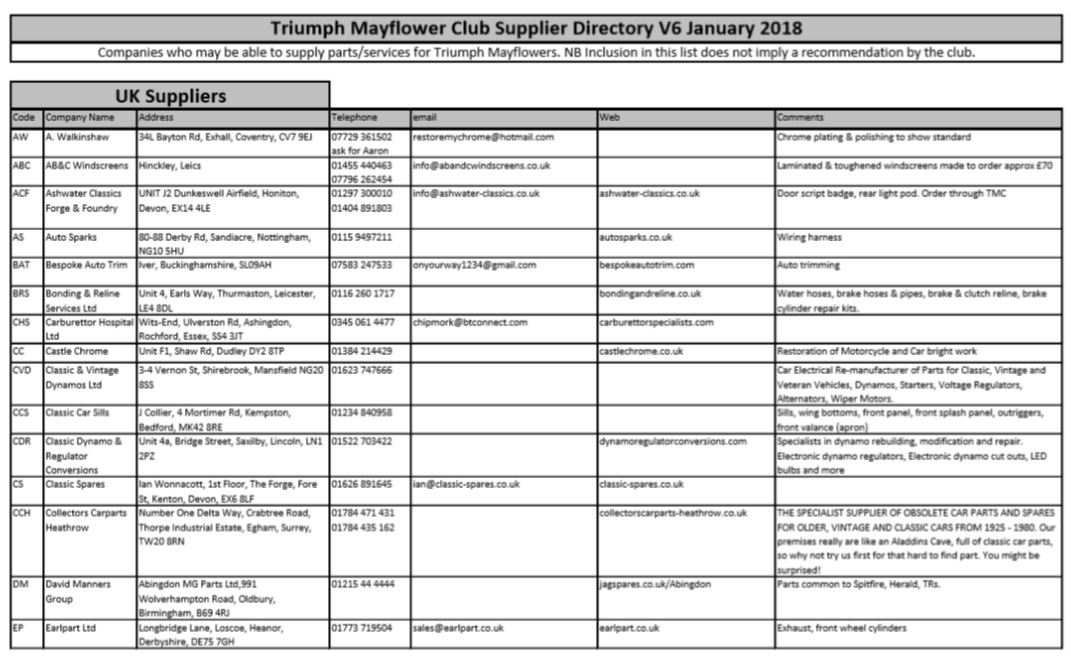 Triumph Mayflower Club Supplier Directory V6 January 2018
Companies who may be able to supply parts/services for Triumph Mayflowers. NB Inclusion in this list does not imply a recommendation by the club.
UK Suppliers
Code Company Name Address Telephone email Web Comments
AW A. Walkinshaw 34L Bayton Rd, Exhall, Coventry, CV7 9EJ 07729 361502 restoremychrome@hotmail.com Chrome plating & polishing to show standard
ask for Aaron
ABC AB&C Windscreens Hinckley, Leics 01455 440463 info@abandcwindscreens.co.uk Laminated & toughened windscreens made to order approx £70
07796 262454
ACF Ashwater Classics UNIT J2 Dunkeswell Airfield, Honiton, 01297 300010 info@ashwater-classics.co.uk ashwater-classics.co.uk Door script badge, rear light pod. Order through TMC
Forge & Foundry Devon, EX14 4LE 01404 891803
AS Auto Sparks 80-88 Derby Rd, Sandiacre, Nottingham, 0115 9497211 autosparks.co.uk Wiring harness
NG10 5HU
BAT Bespoke Auto Trim Iver, Buckinghamshire, SL09AH 07583 247533 onyourway1234@gmail.com bespokeautotrim.com Auto trimming
BRS Bonding & Reline Unit 4, Earls Way, Thurmaston, Leicester, 0116 260 1717 bondingandreline.co.uk Water hoses, brake hoses & pipes, brake & clutch reline, brake
Services Ltd LE4 8DL cylinder repair kits.
CHS Carburettor Hospital Wits-End, Ulverston Rd, Ashingdon, 0345 061 4477 chipmork@btconnect.com carburettorspecialists.com
Ltd Rochford, Essex, SS4 3JT
CC Castle Chrome Unit F1, Shaw Rd, Dudley DY2 8TP 01384 214429 castlechrome.co.uk Restoration of Motorcycle and Car bright work
CVD Classic & Vintage 3-4 Vernon St, Shirebrook, Mansfield NG20 01623 747666 Car Electrical Re-manufacturer of Parts for Classic, Vintage and
Dynamos Ltd 8SS Veteran Vehicles, Dynamos, Starters, Voltage Regulators,
Alternators, Wiper Motors.
CCS Classic Car Sills J Collier, 4 Mortimer Rd, Kempston, 01234 840958 Sills, wing bottoms, front panel, front splash panel, outriggers,
Bedford, MK42 8RE front valance (apron)
CDR Classic Dynamo & Unit 4a, Bridge Street, Saxilby, Lincoln, LN1 01522 703422 dynamoregulatorconversions.com Specialists in dynamo rebuilding, modification and repair.
Regulator 2PZ Electronic dynamo regulators, Electronic dynamo cut outs, LED
Conversions bulbs and more
CS Classic Spares Ian Wonnacott, 1st Floor, The Forge, Fore 01626 891645 ian@classic-spares.co.uk classic-spares.co.uk
St, Kenton, Devon, EX6 8LF
CCH Collectors Carparts Number One Delta Way, Crabtree Road, 01784 471 431 collectorscarparts-heathrow.co.uk THE SPECIALIST SUPPLIER OF OBSOLETE CAR PARTS AND SPARES
Heathrow Thorpe Industrial Estate, Egham, Surrey, 01784 435 162 FOR OLDER, VINTAGE AND CLASSIC CARS FROM 1925 - 1980. Our
TW20 8RN premises really are like an Aladdins Cave, full of classic car parts,
so why not try us first for that hard to find part. You might be
surprised!
DM David Manners Abingdon MG Parts Ltd,991 01215 44 4444 jagspares.co.uk/Abingdon Parts common to Spitfire, Herald, TRs.
Group Wolverhampton Road, Oldbury,
Birmingham, B69 4RJ
EP Earlpart Ltd Longbridge Lane, Loscoe, Heanor, 01773 719504 sales@earlpart.co.uk earlpart.co.uk Exhaust, front wheel cylinders
Derbyshire, DE75 7GH